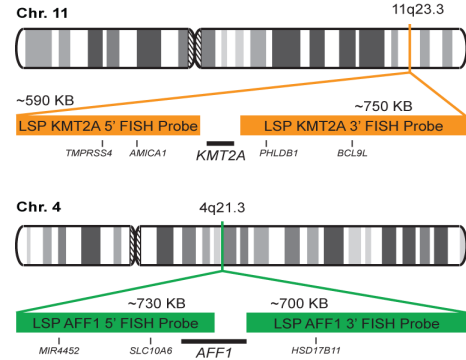 Chr. 11
11q23.3
~590 KB
~750 KB
LSP KMT2A 5' FISH Probe
LSP KMT2A 3' FISH Probe
TMPRSS4
AMICA1
KMT2A
PHLDB1
BCL9L
Chr. 4
4q21.3
~730 KB
~700 KB
LSP AFF1 5' FISH Probe
LSP AFF1 3' FISH Probe
MIR4452
SLC10A6
AFF1
HSD17B11